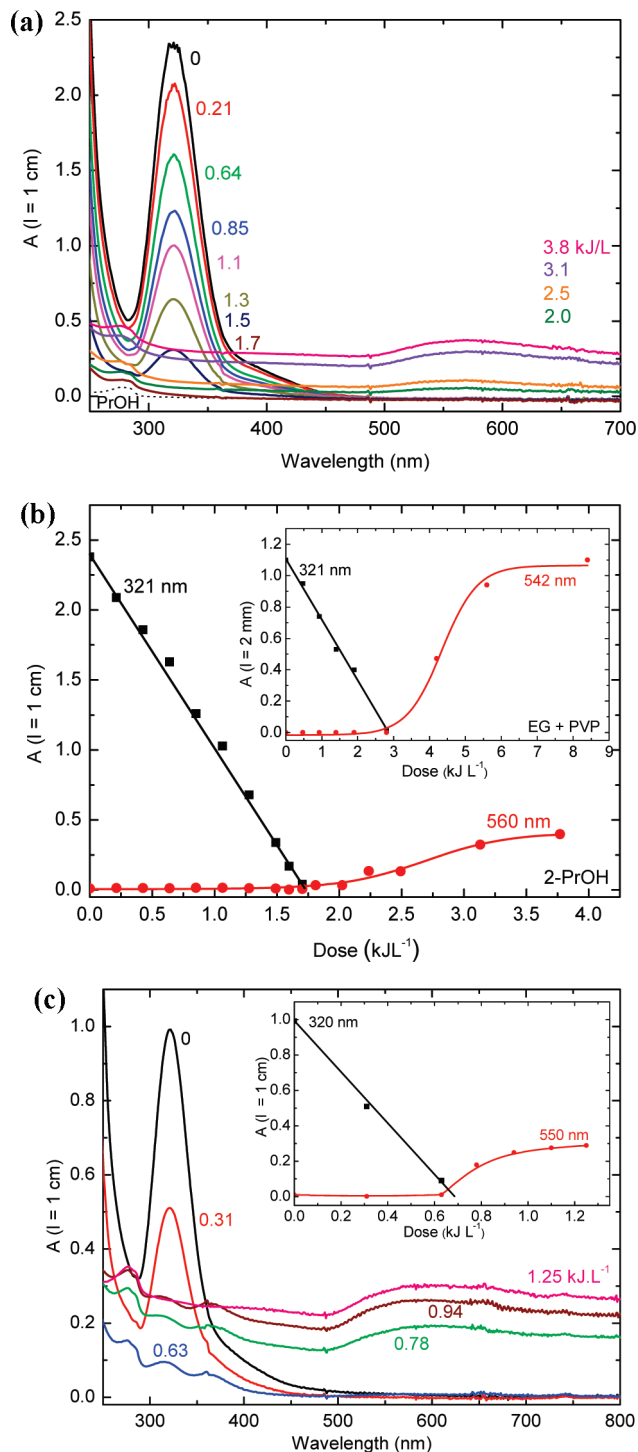 (a)
2.5
2.0
1.5
1.0
0.5
0.0
A (l = 1 cm)
0
0.21
0.64
0.85
1.1
1.3
1.5
1.7
3.8 kJ/L
3.1
2.5
2.0
PrOH
300 400 500 600 700
Wavelength (nm)
(b)
2.5
2.0
1.5
1.0
0.5
0.0
A (l = 1 cm)
321 nm
560 nm
2-PrOH
0.0 0.5 1.0 1.5 2.0 2.5 3.0 3.5 4.0
Dose (kJL⁻¹)
1.2
1.0
0.8
0.6
0.4
0.2
0.0
A (l = 2 mm)
321 nm
542 nm
EG + PVP
0 1 2 3 4 5 6 7 8 9
Dose (kJ L⁻¹)
(c)
1.0
0.8
0.6
0.4
0.2
0.0
A (l = 1 cm)
0
0.31
0.63
1.25 kJ.L⁻¹
0.94
0.78
300 400 500 600 700 800
Wavelength (nm)
1.0
0.8
0.6
0.4
0.2
0.0
A (l = 1 cm)
320 nm
550 nm
0.0 0.2 0.4 0.6 0.8 1.0 1.2
Dose (kJ L⁻¹)